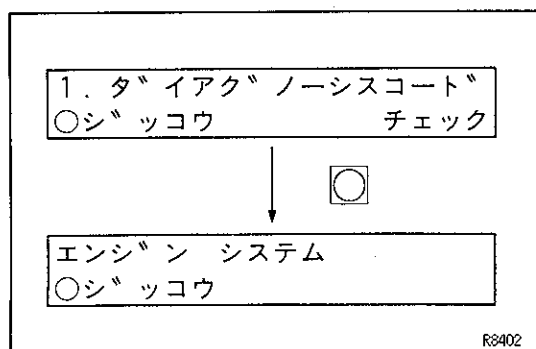 1. ダイアグノーシスコード
○ジッコウ チェック
エンジン システム
○ジッコウ
R8402